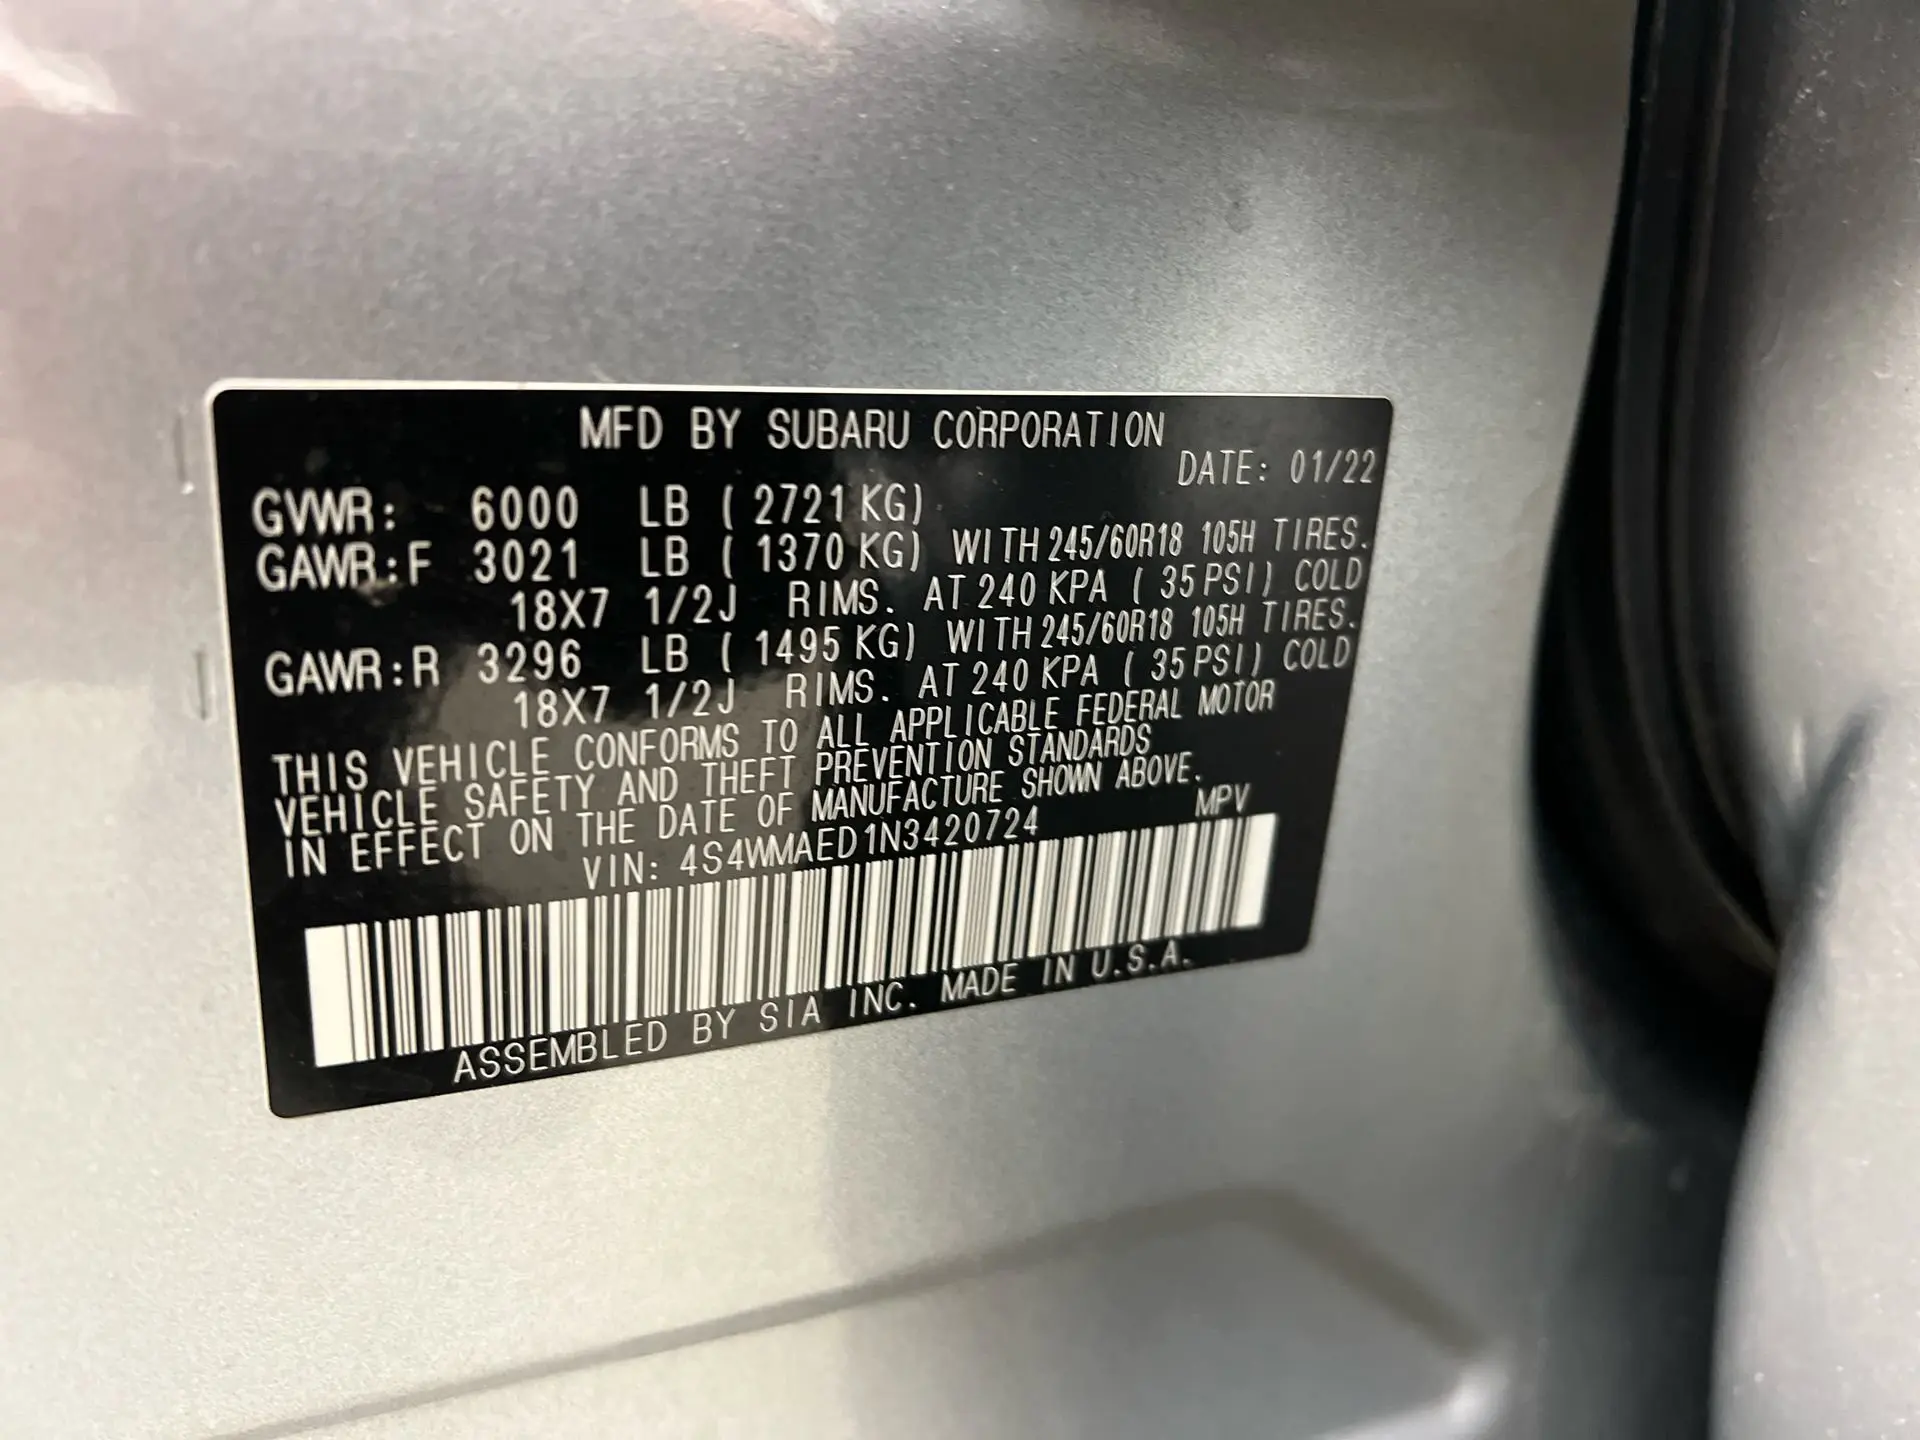 MFD BY SUBARU CORPORATION
DATE: 01/22
GVWR: 6000 LB ( 2721 KG)
GAWR:F 3021 LB ( 1370 KG) WITH 245/60R18 105H TIRES.
18X7 1/2J RIMS. AT 240 KPA ( 35 PSI) COLD
GAWR:R 3296 LB ( 1495 KG) WITH 245/60R18 105H TIRES.
18X7 1/2J RIMS. AT 240 KPA ( 35 PSI) COLD
THIS VEHICLE CONFORMS TO ALL APPLICABLE FEDERAL MOTOR
VEHICLE SAFETY AND THEFT PREVENTION STANDARDS
IN EFFECT ON THE DATE OF MANUFACTURE SHOWN ABOVE.
VIN: 4S4WMAED1N3420724 MPV
ASSEMBLED BY SIA INC. MADE IN U.S.A.